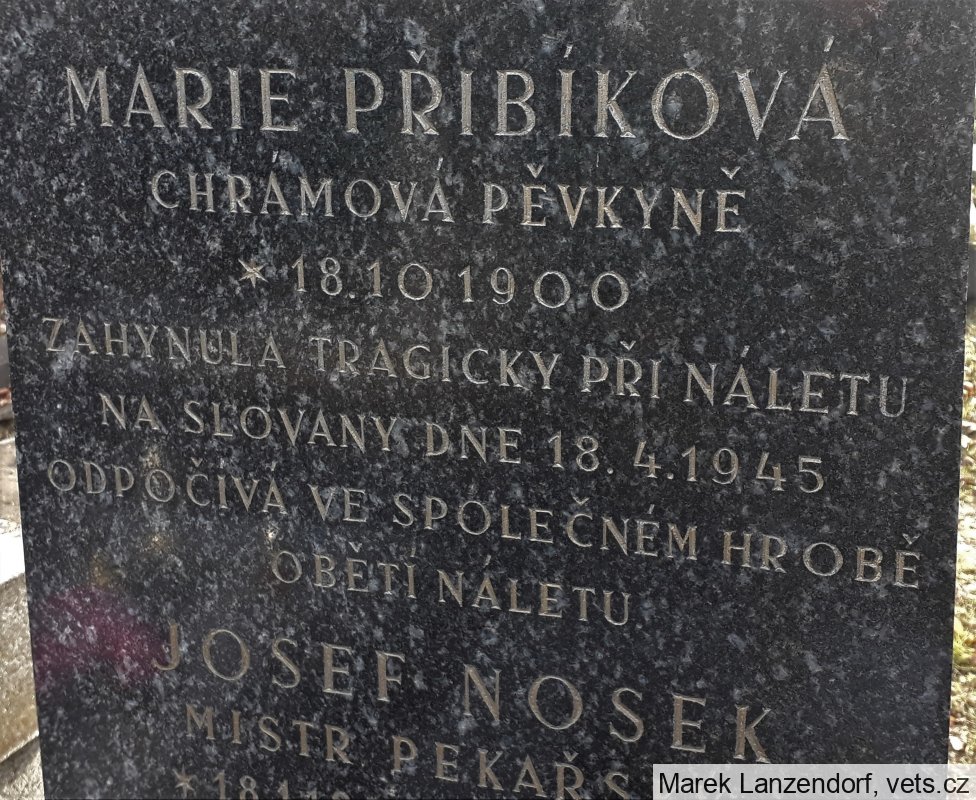 MARIE PŘIBÍKOVÁ
CHRÁMOVÁ PĚVKYNĚ
* 18.10 1900
ZAHYNULA TRAGICKY PŘI NÁLETU
NA SLOVANY DNE 18. 4. 1945
ODPOČÍVÁ VE SPOLEČNÉM HROBĚ
OBĚTÍ NÁLETU
JOSEF NOSEK
MISTR
Marek Lanzendorf, vets.cz